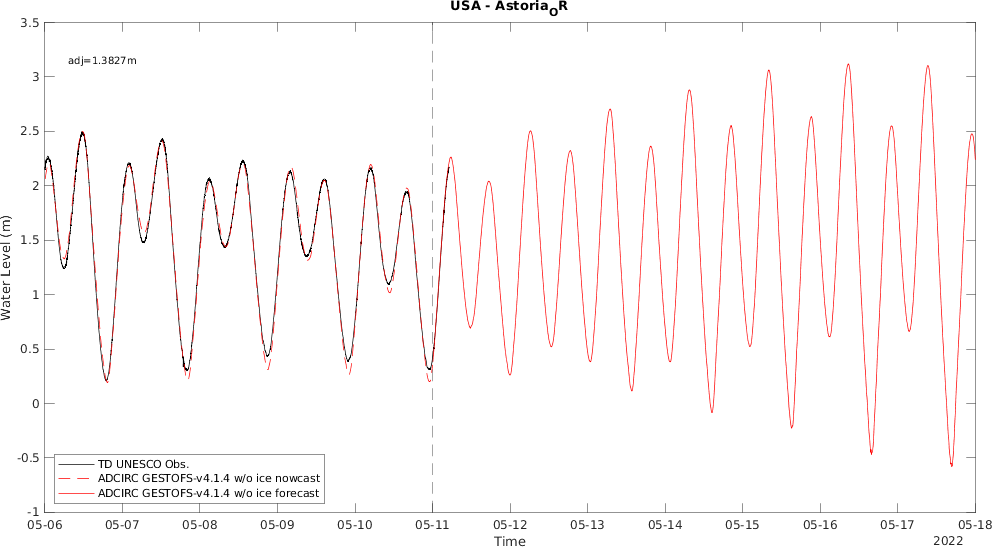 USA - Astoria_OR
adj=1.3827m
3.5
3
2.5
2
1.5
1
0.5
0
-0.5
-1
Water Level (m)
TD UNESCO Obs.
ADCIRC GESTOFS-v4.1.4 w/o ice nowcast
ADCIRC GESTOFS-v4.1.4 w/o ice forecast
05-06 05-07 05-08 05-09 05-10 05-11 05-12 05-13 05-14 05-15 05-16 05-17 05-18
Time
2022